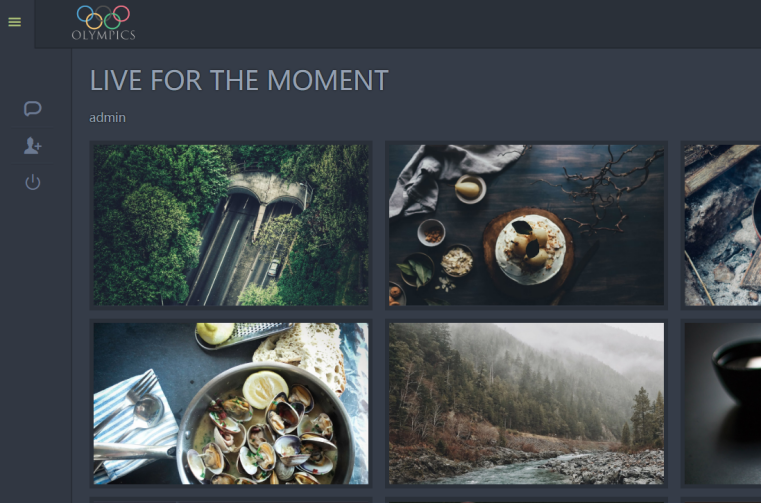 OLYMPICS
LIVE FOR THE MOMENT
admin